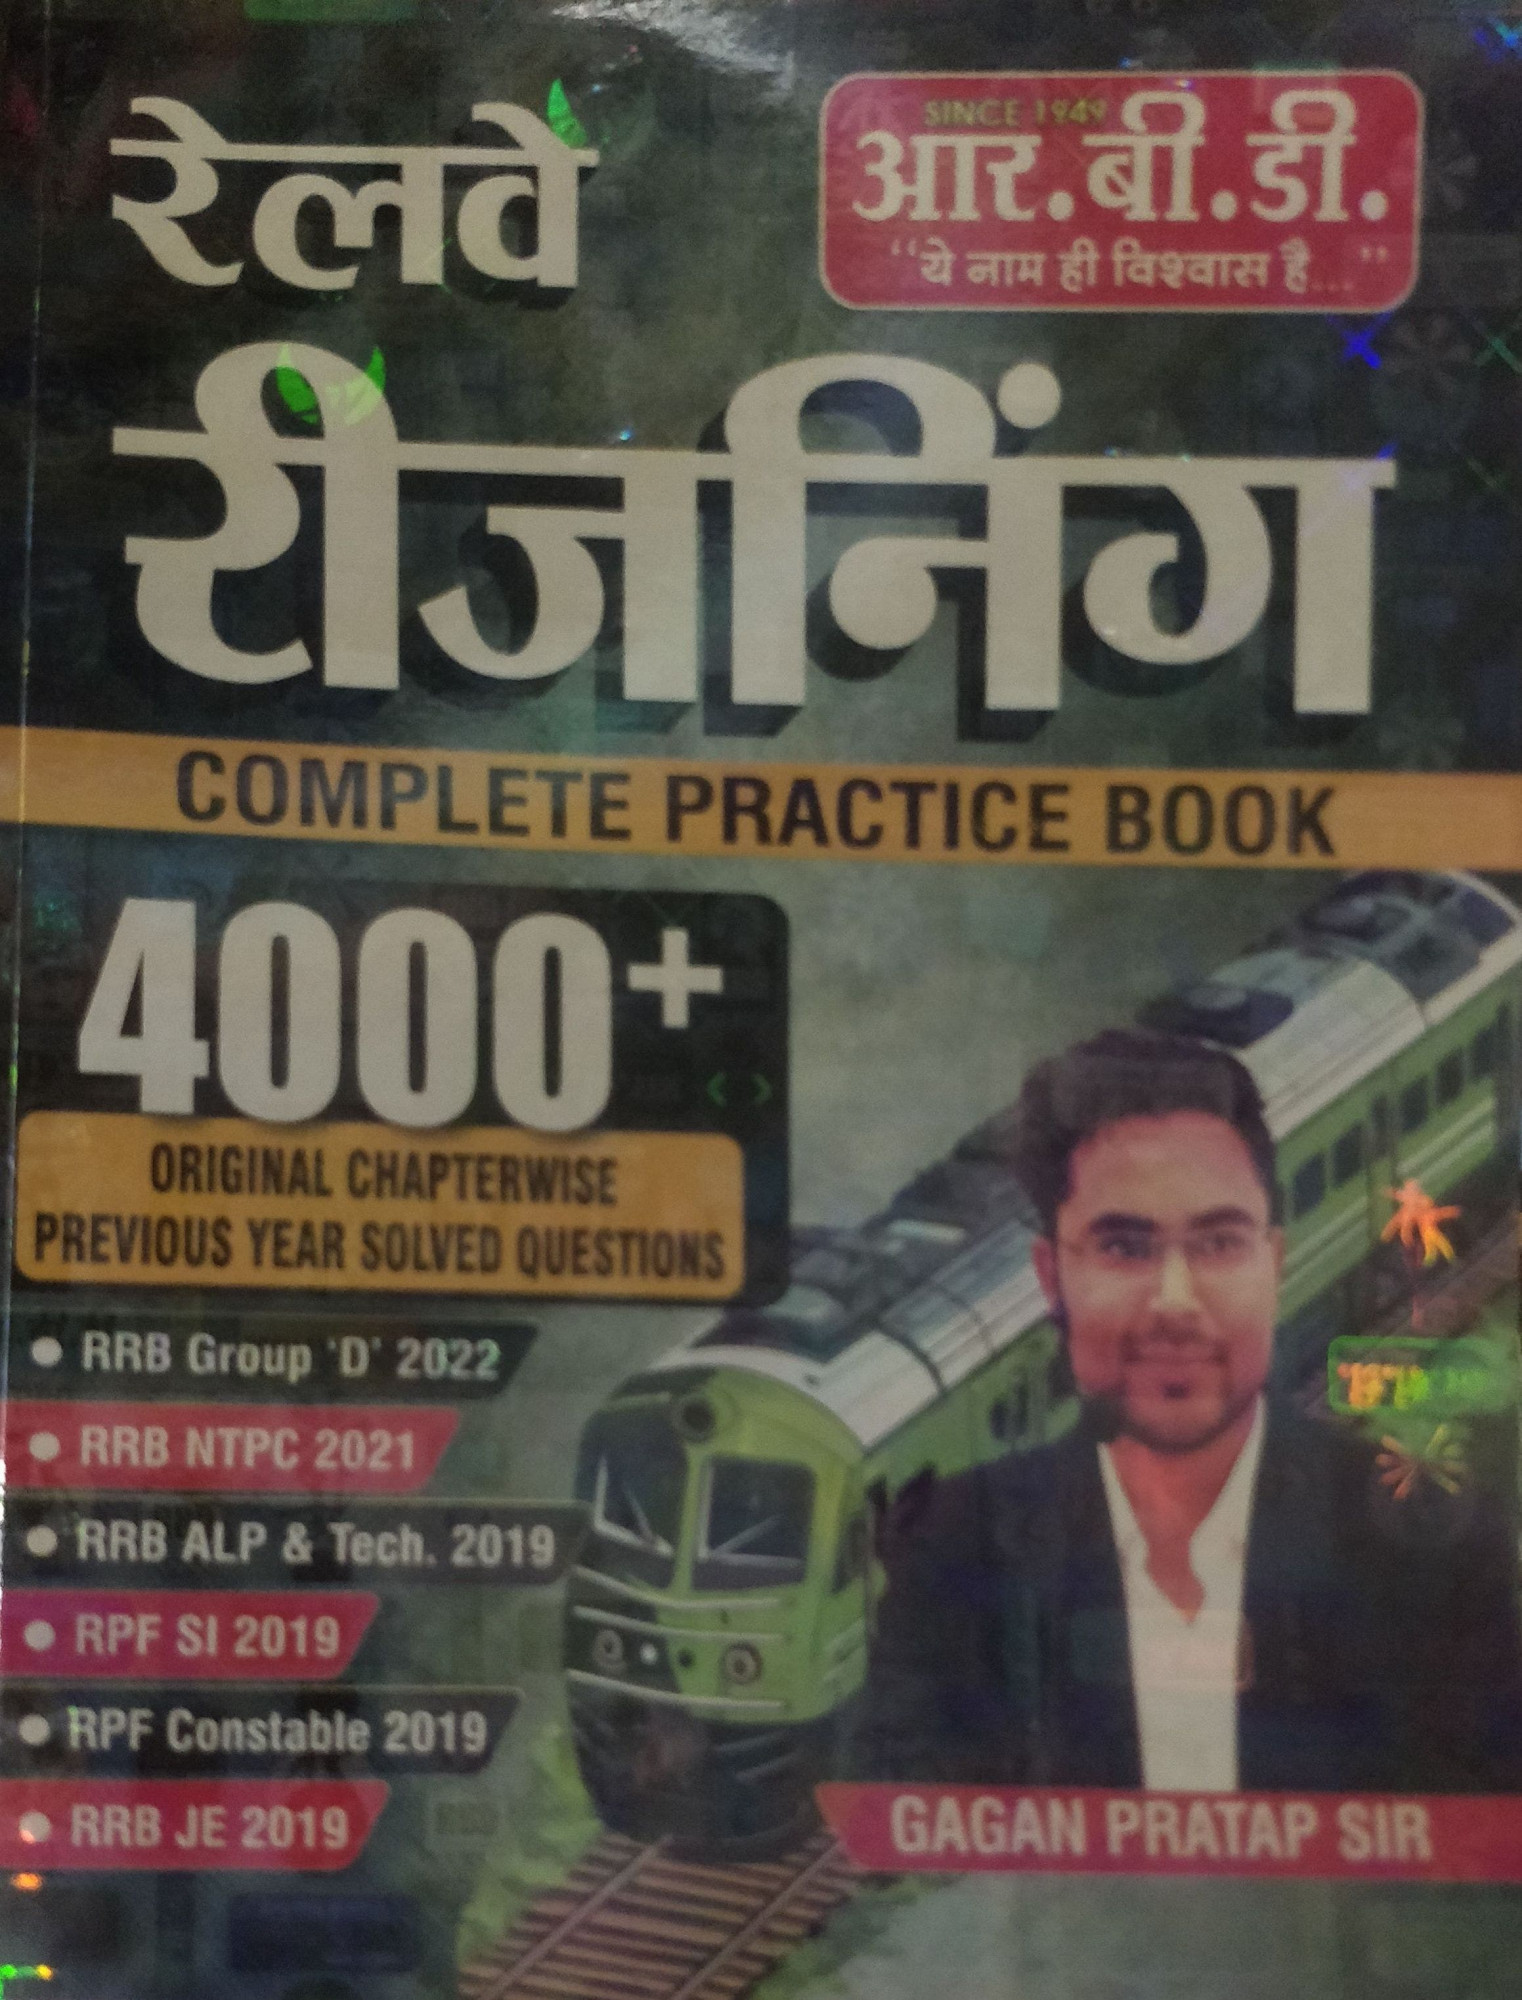 रेलवे
SINCE 1949
आर.बी.डी.
“ये नाम ही विश्वास है...”
रीजनिंग
COMPLETE PRACTICE BOOK
4000+
ORIGINAL CHAPTERWISE
PREVIOUS YEAR SOLVED QUESTIONS
• RRB Group ‘D’ 2022
• RRB NTPC 2021
• RRB ALP & Tech. 2019
• RPF SI 2019
• RPF Constable 2019
• RRB JE 2019
GAGAN PRATAP SIR